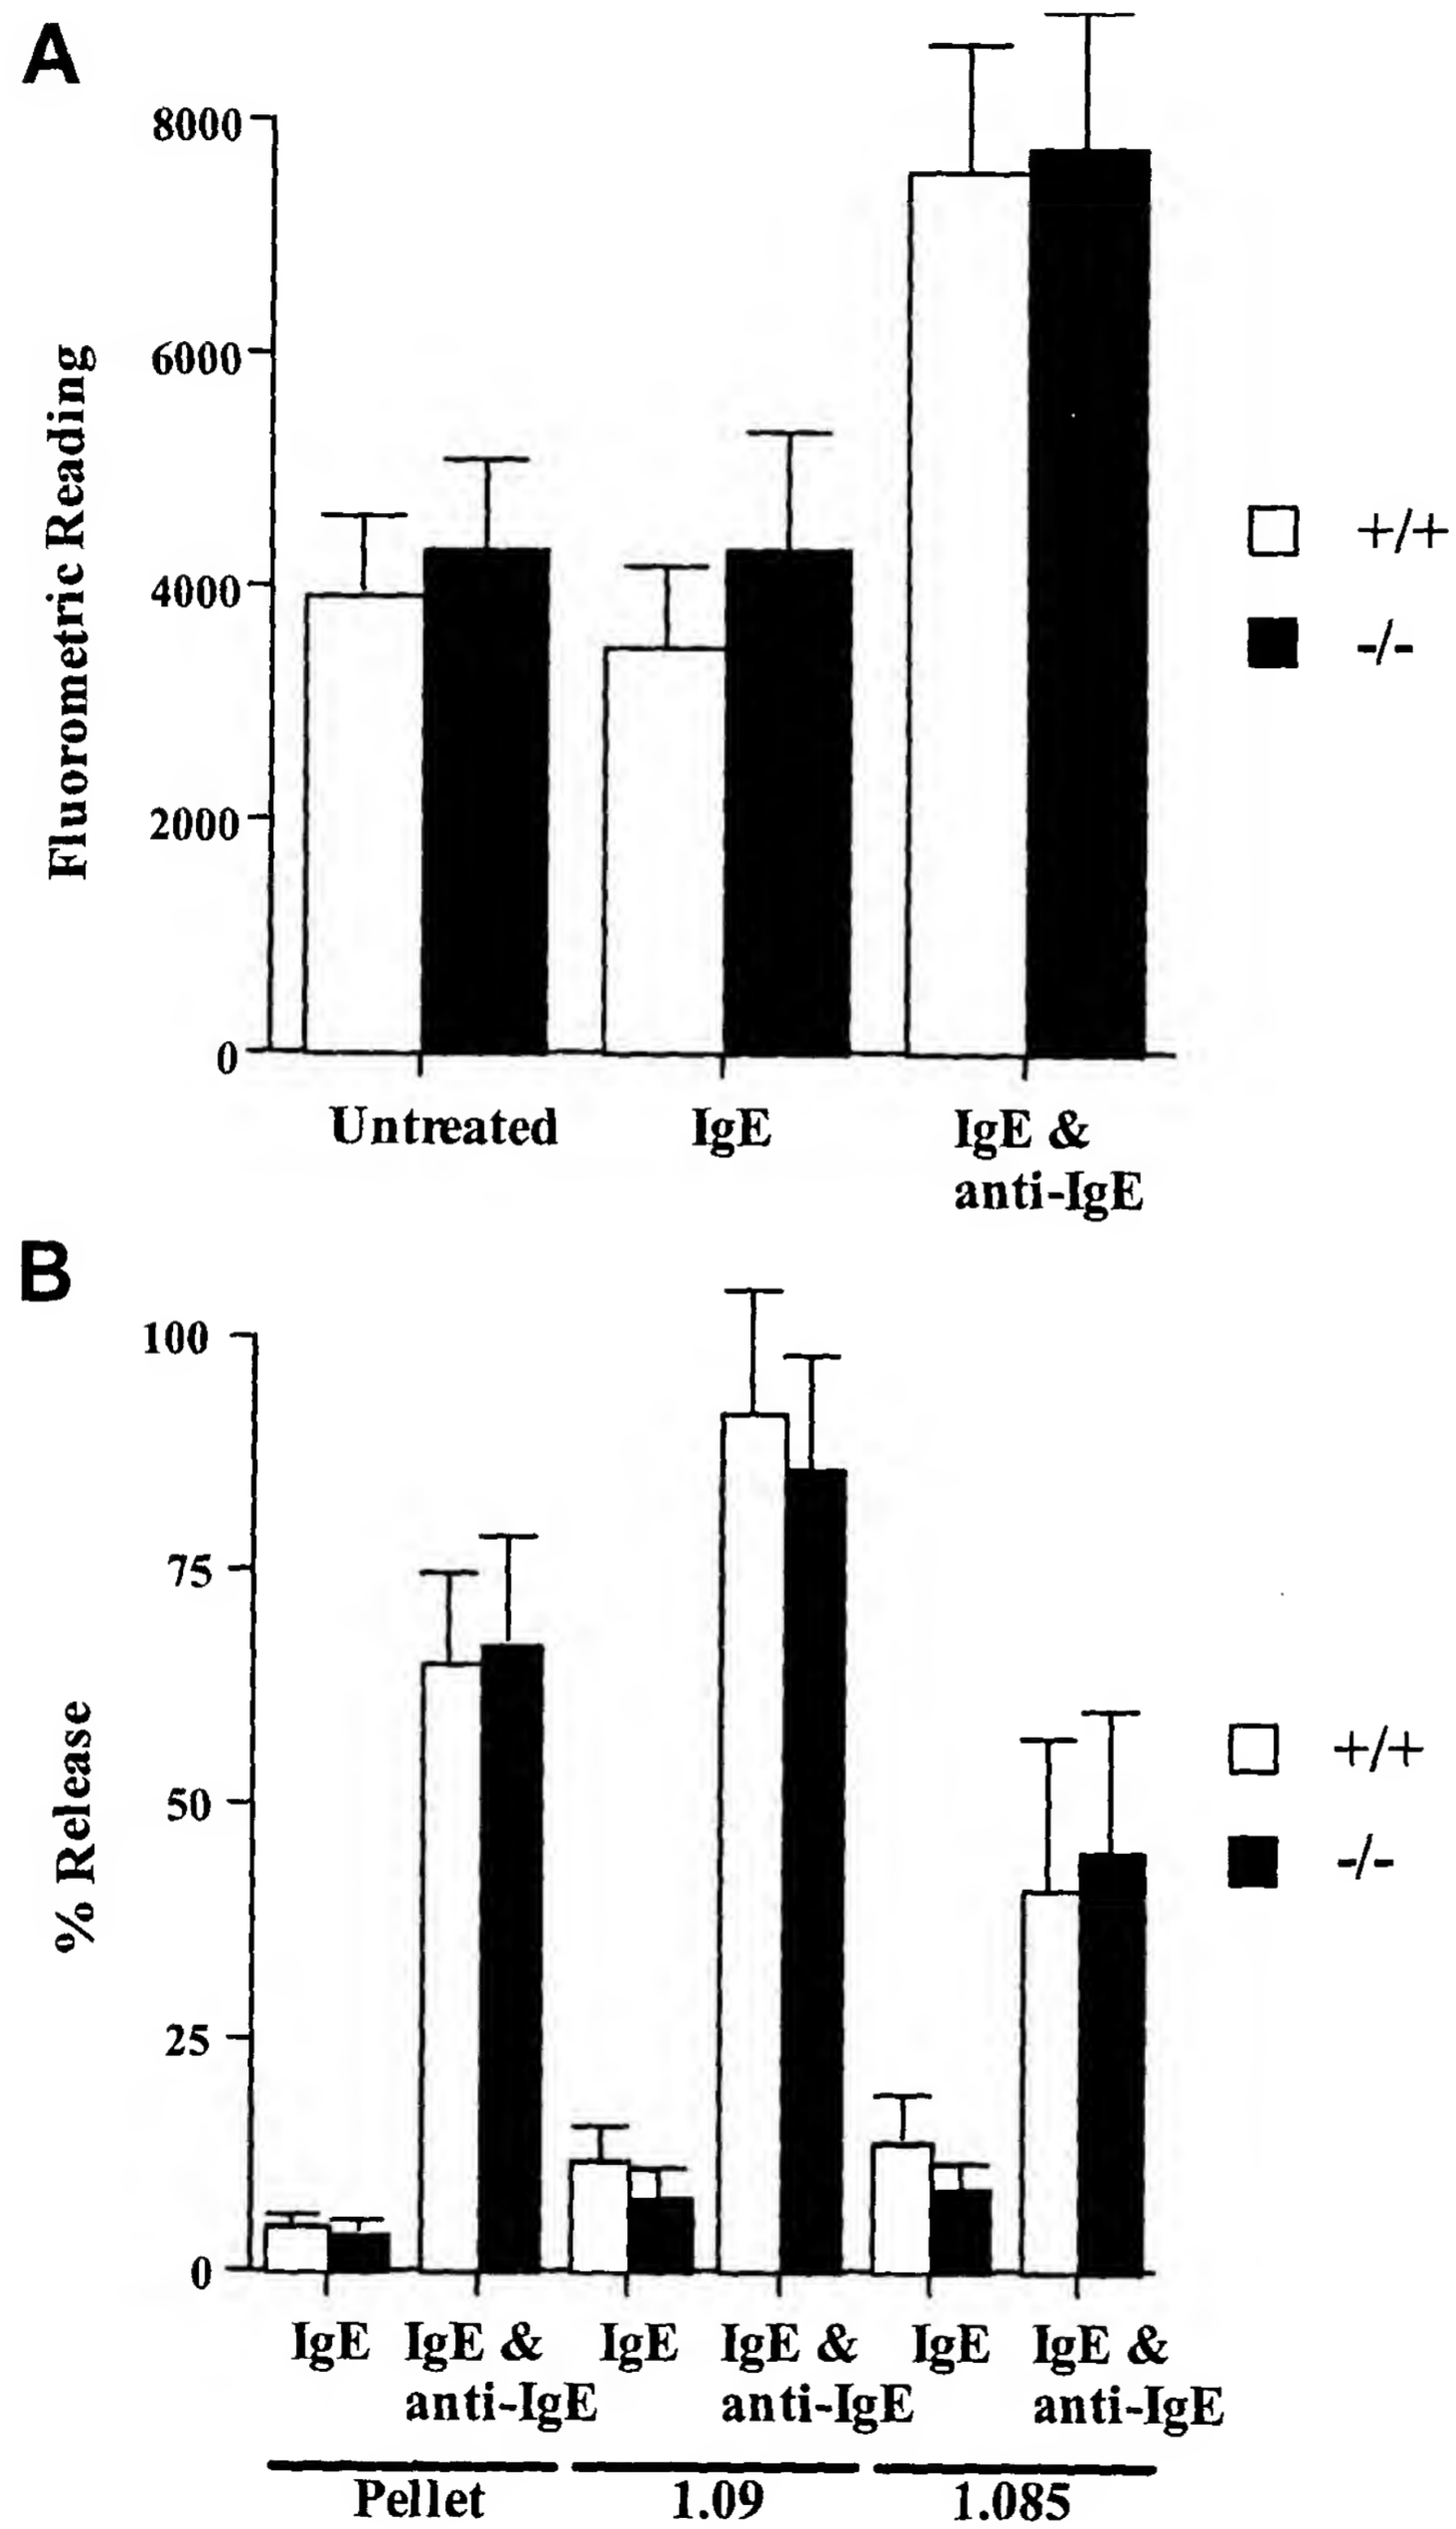 A
8000
6000
4000
2000
0
Fluorometric Reading
+/+
-/-
Untreated
IgE
IgE &
anti-IgE
B
100
75
50
25
0
% Release
+/+
-/-
IgE
IgE &
anti-IgE
IgE
IgE &
anti-IgE
IgE
IgE &
anti-IgE
Pellet
1.09
1.085